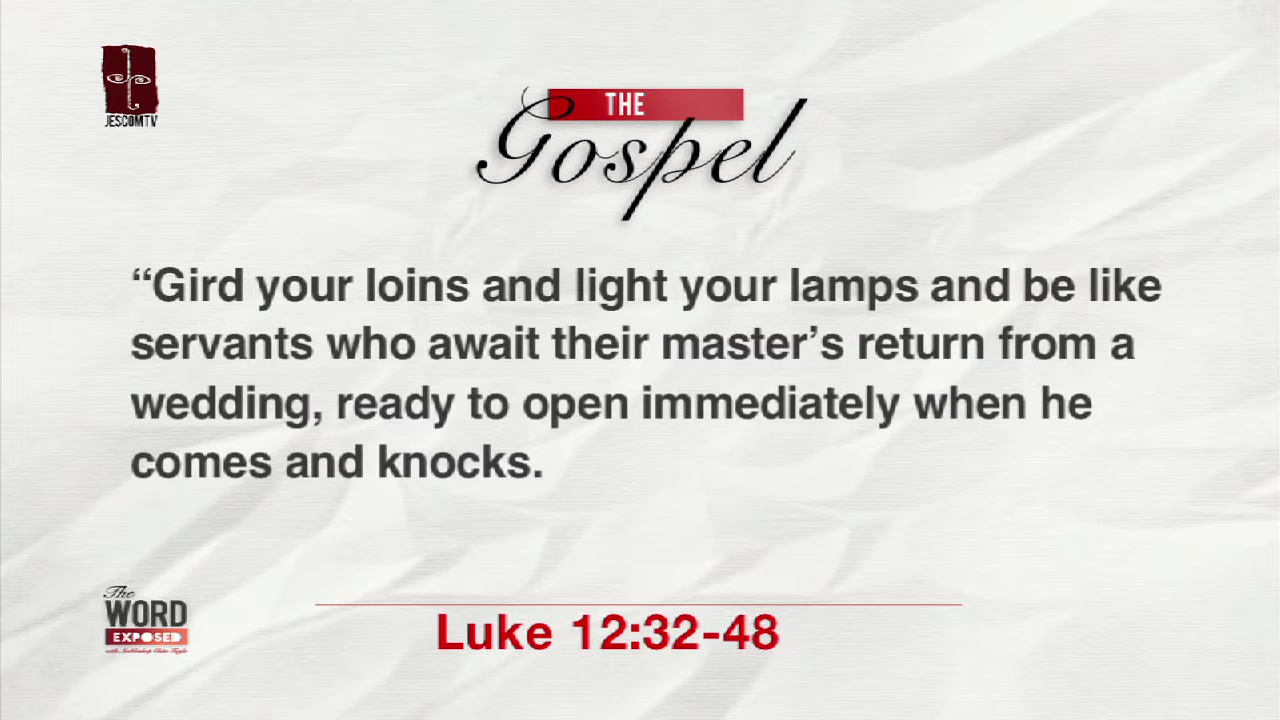 JESCOMTV
THE
Gospel
“Gird your loins and light your lamps and be like
servants who await their master’s return from a
wedding, ready to open immediately when he
comes and knocks.
The
WORD
EXPOSED
Luke 12:32-48